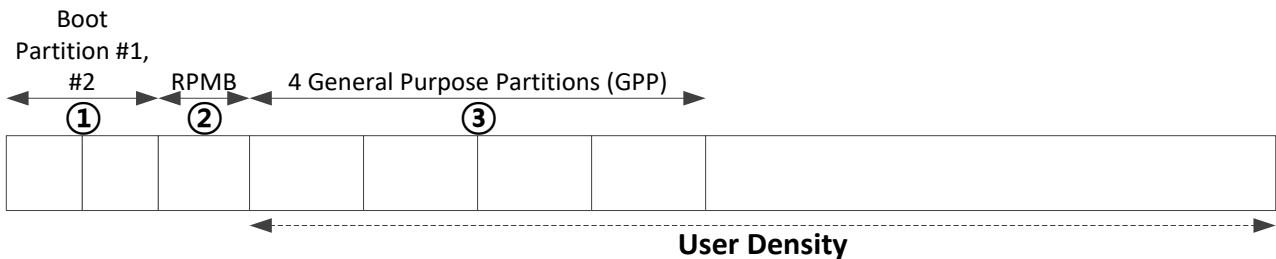 Boot
Partition #1,
#2
RPMB
4 General Purpose Partitions (GPP)
①
②
③
User Density